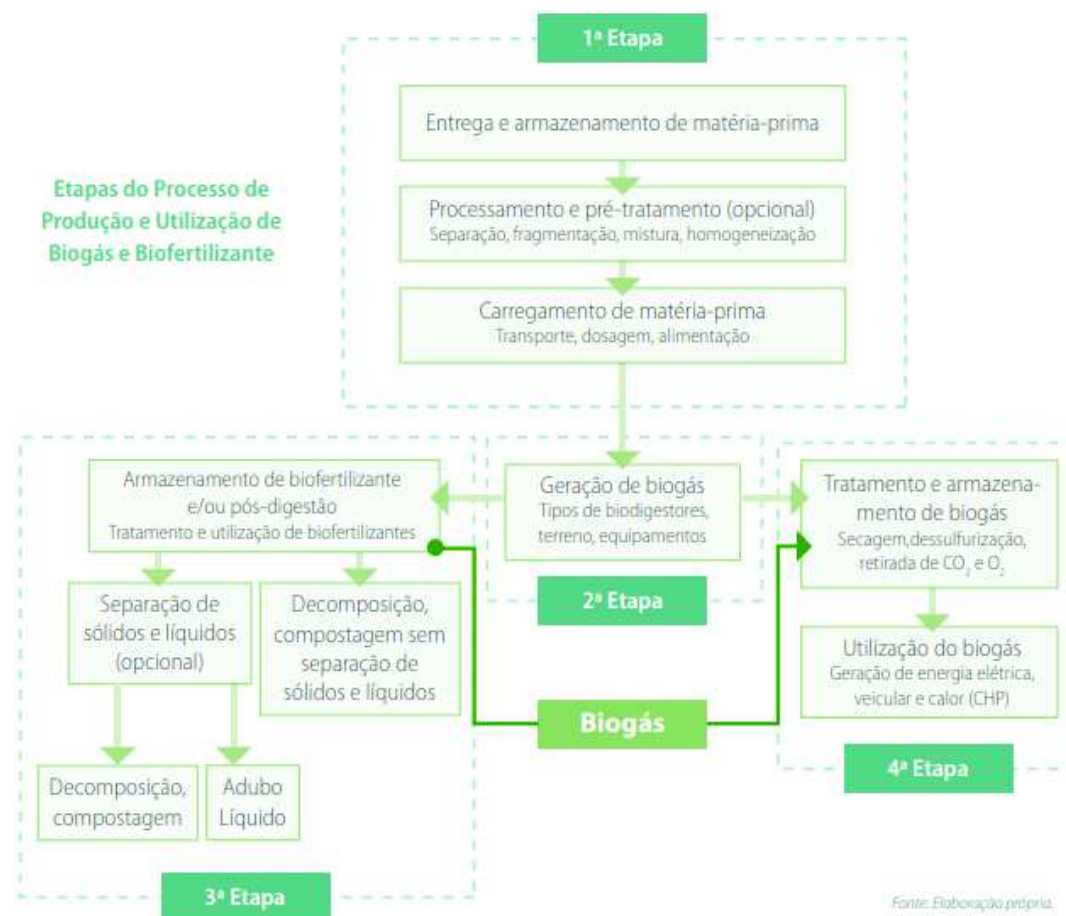 1ª Etapa
Entrega e armazenamento de matéria-prima
Etapas do Processo de
Produção e Utilização de
Biogás e Biofertilizante
Processamento e pré-tratamento (opcional)
Separação, fragmentação, mistura, homogeneização
Carregamento de matéria-prima
Transporte, dosagem, alimentação
Armazenamento de biofertilizante
e/ou pós-digestão
Tratamento e utilização de biofertilizantes
Geração de biogás
Tipos de biodigestores,
terreno, equipamentos
2ª Etapa
Tratamento e armazena-
mento de biogás
Secagem,dessulfurização,
retirada de CO₂ e O₂
Separação de
sólidos e líquidos
(opcional)
Decomposição,
compostagem sem
separação de
sólidos e líquidos
Utilização do biogás
Geração de energia elétrica,
veicular e calor (CHP)
Biogás
4ª Etapa
Decomposição,
compostagem
Adubo
Líquido
3ª Etapa
Fonte: Elaboração própria.